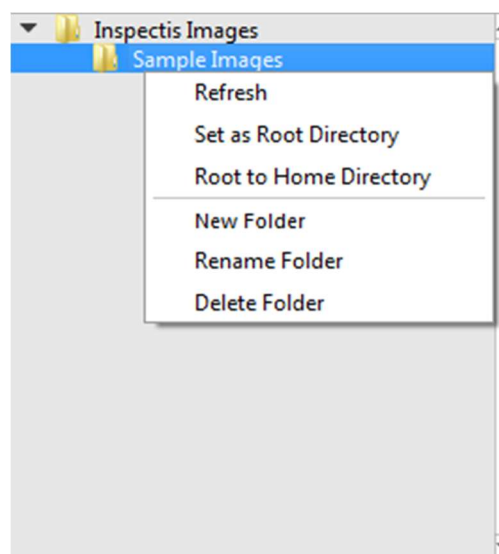 Inspectis Images
Sample Images
Refresh
Set as Root Directory
Root to Home Directory
New Folder
Rename Folder
Delete Folder